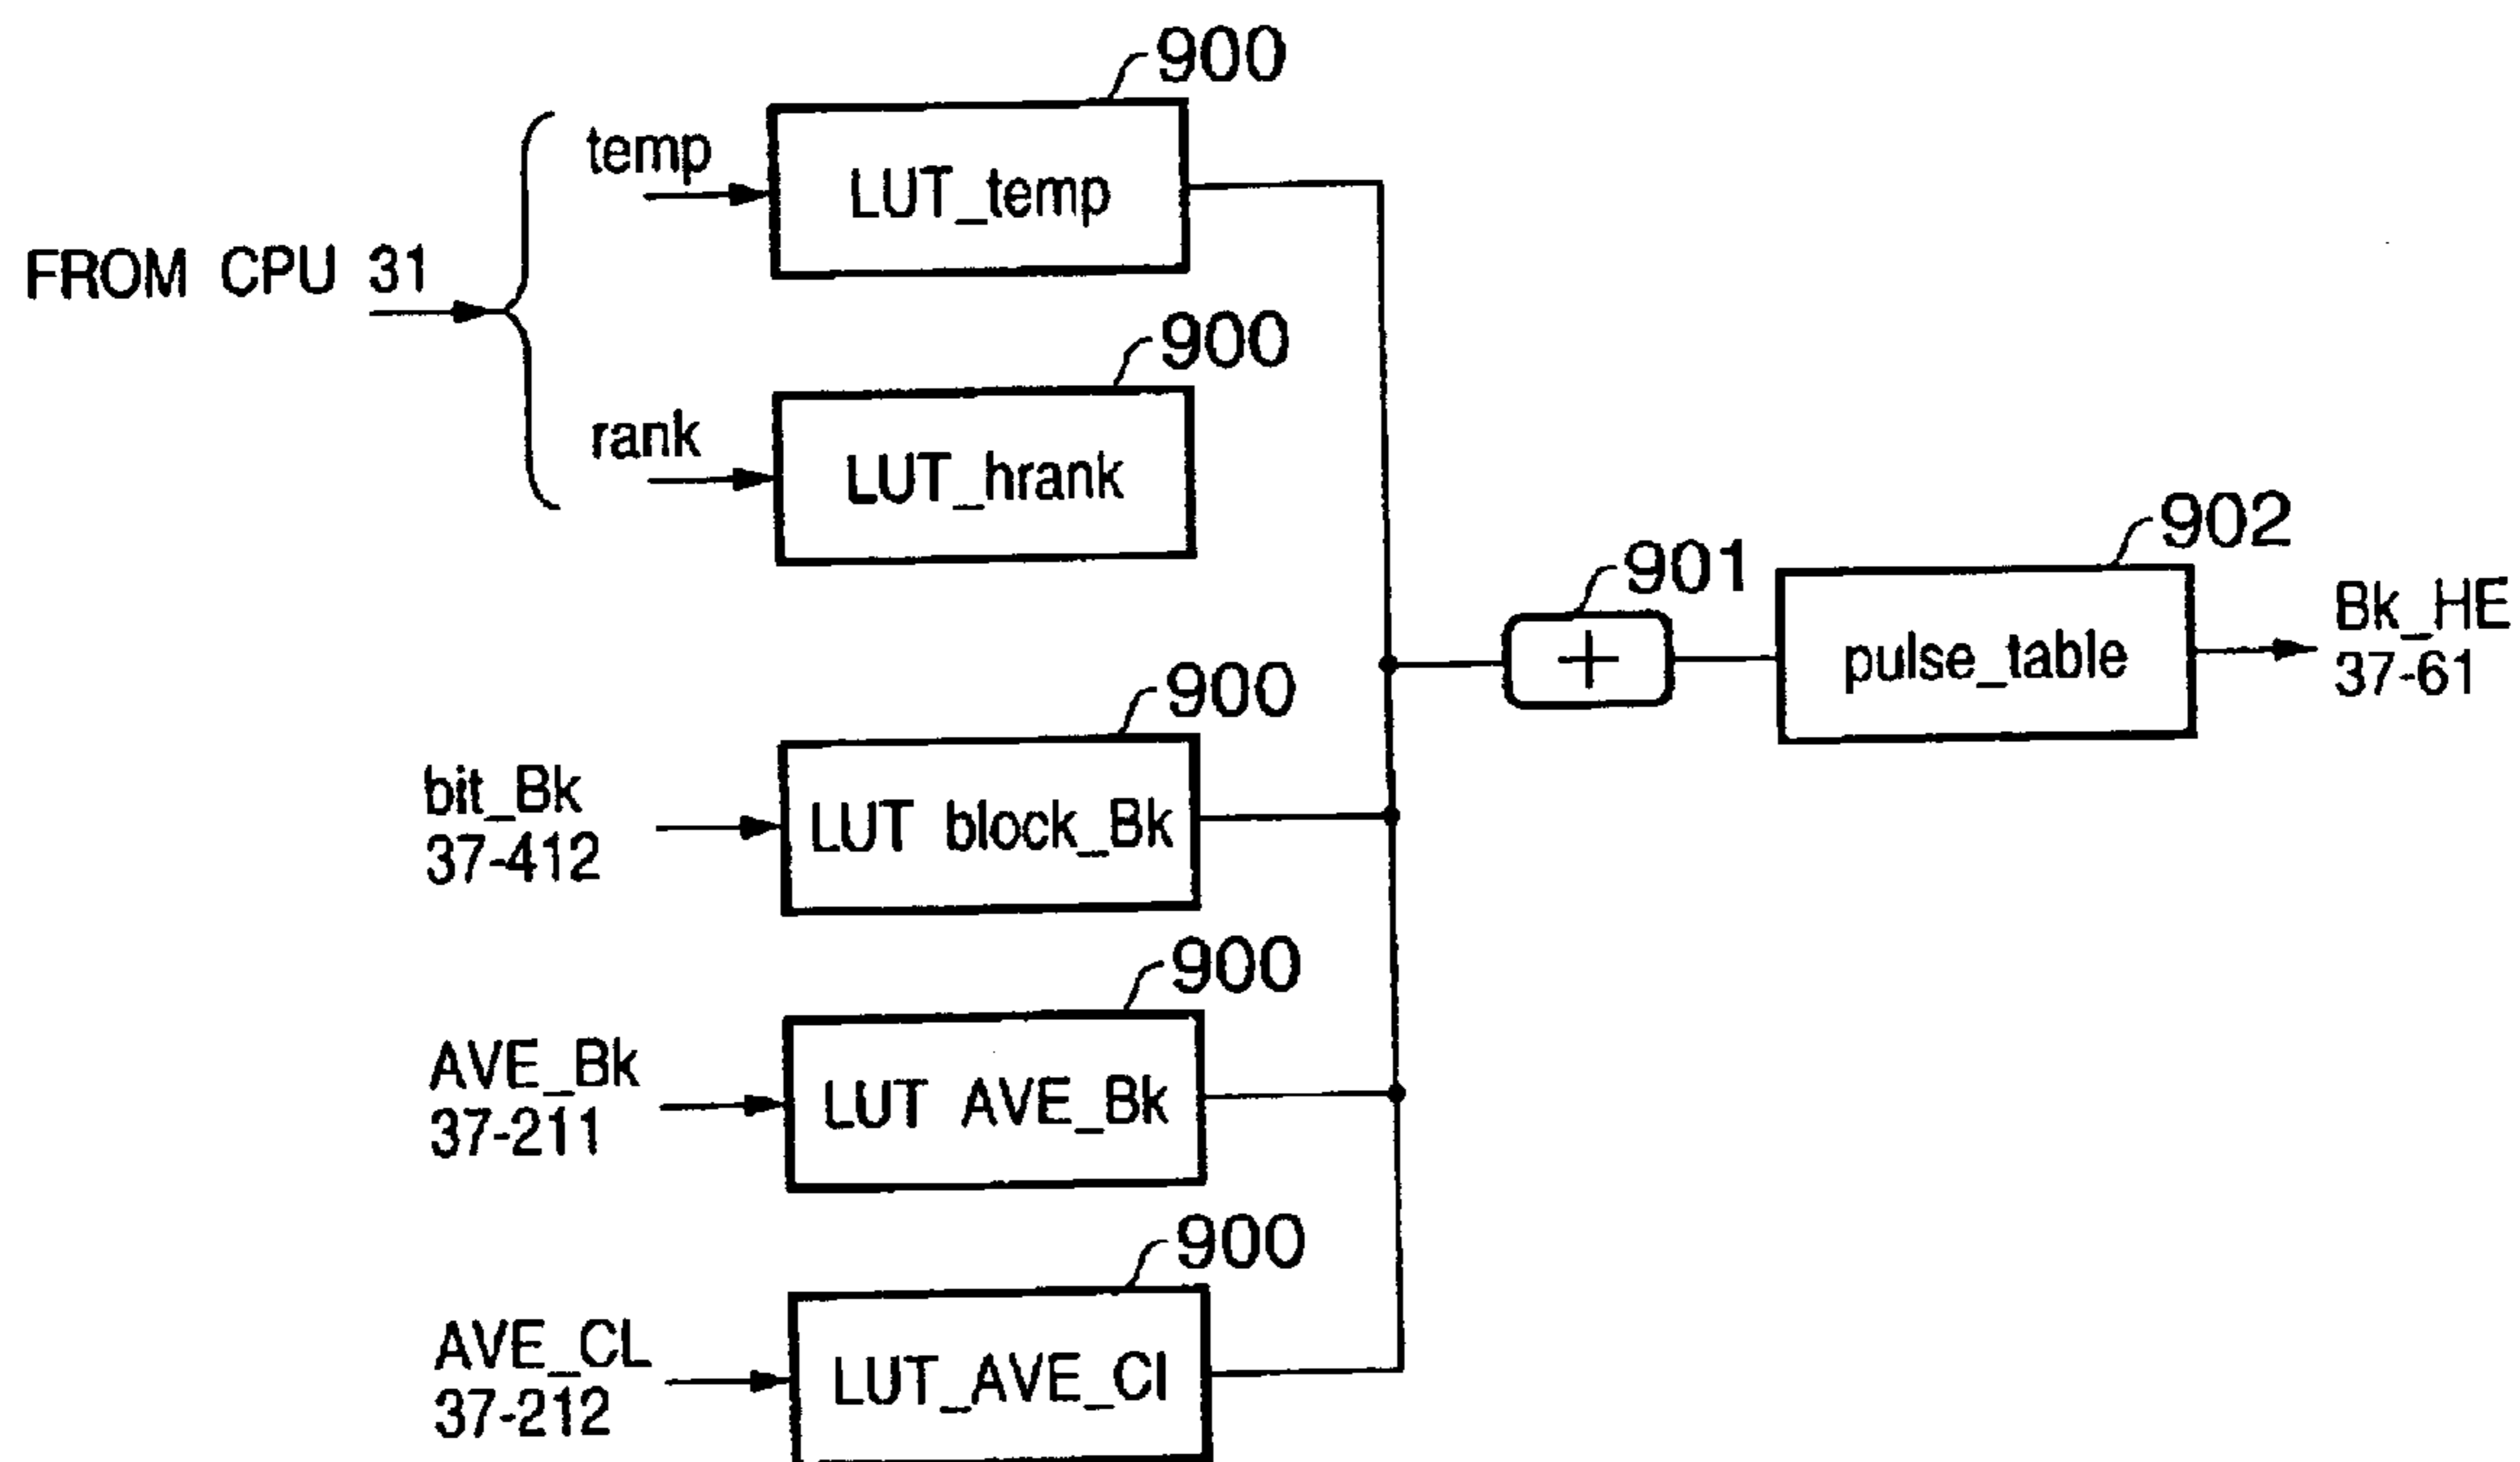 900
temp
LUT_temp
FROM CPU 31
900
rank
LUT_hrank
901
902
+
pulse_table
Bk_HE
37-61
900
bit_Bk
37-412
LUT block_Bk
900
AVE_Bk
37-211
LUT AVE_Bk
900
AVE_CL
37-212
LUT_AVE_Cl